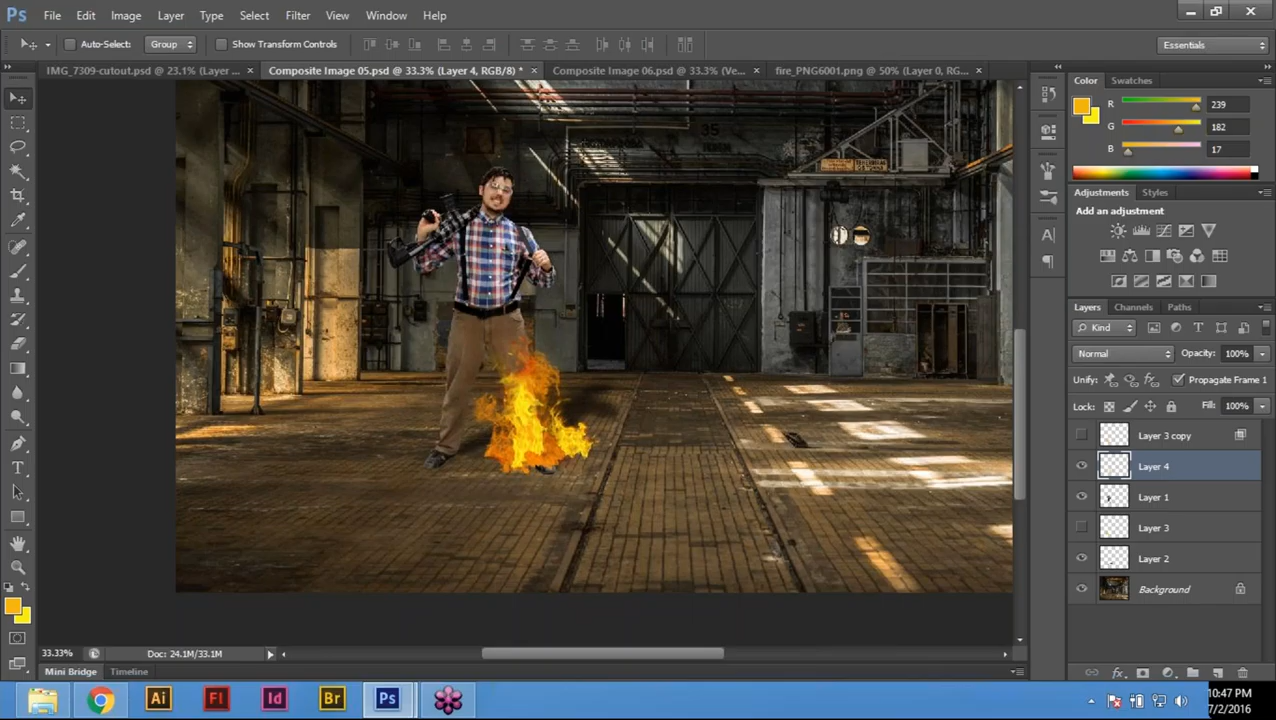 Ps File Edit Image Layer Type Select Filter View Window Help
Auto-Select: Group Show Transform Controls Essentials
IMG_7309-cutout.psd @ 23.1% (Layer ... × Composite Image 05.psd @ 33.3% (Layer 4, RGB/8) * × Composite Image 06.psd @ 33.3% (Ve... × fire_PNG6001.png @ 50% (Layer 0, RG... ×
Color Swatches
R 239
G 182
B 17
Adjustments Styles
Add an adjustment
35
Layers Channels Paths
Kind
Normal Opacity: 100%
Unify: Propagate Frame 1
Lock: Fill: 100%
Layer 3 copy
Layer 4
Layer 1
Layer 3
Layer 2
Background
33.33% Doc: 24.1M/33.1M
Mini Bridge Timeline
Ai Fl Id Br Ps
10:47 PM
7/2/2016